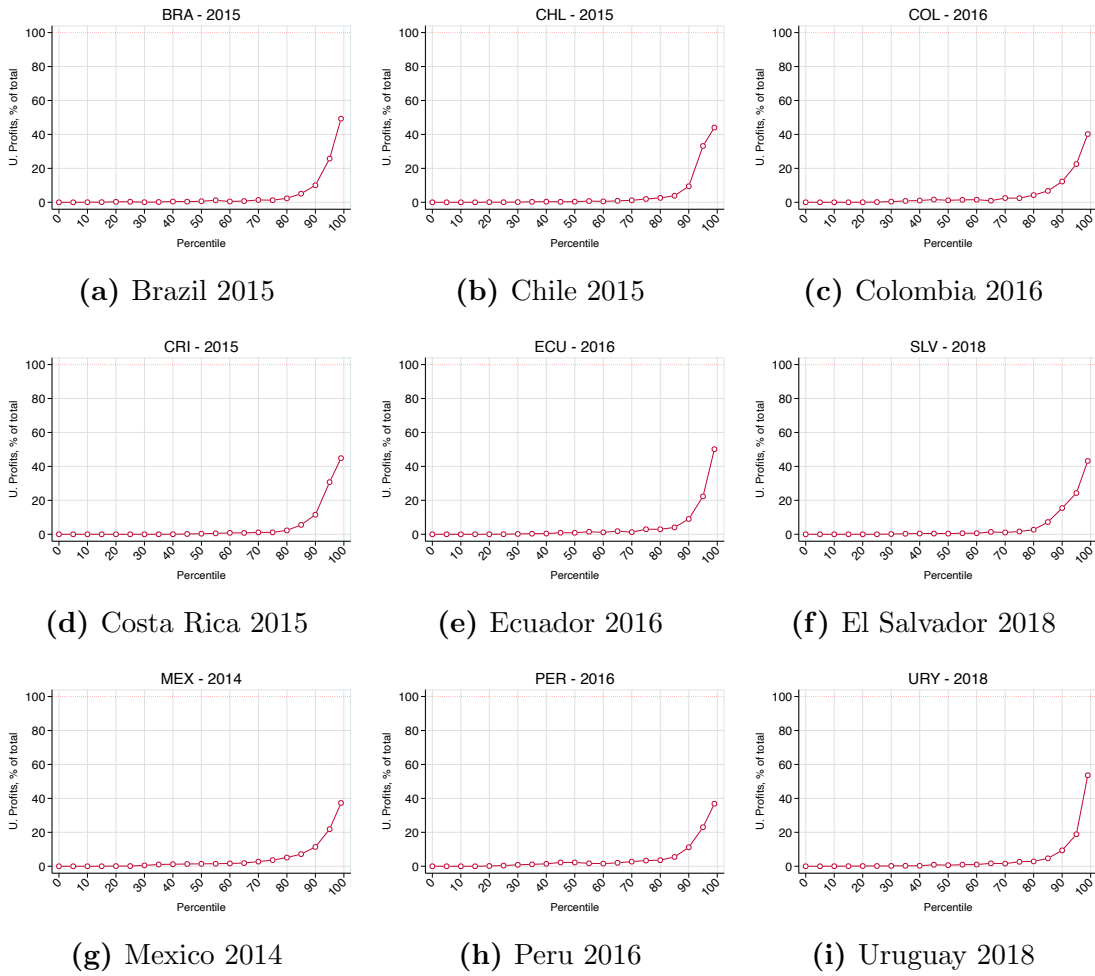 BRA - 2015
U. Profits, % of total
100
80
60
40
20
0
0 10 20 30 40 50 60 70 80 90 100
Percentile
(a) Brazil 2015
CHL - 2015
U. Profits, % of total
100
80
60
40
20
0
0 10 20 30 40 50 60 70 80 90 100
Percentile
(b) Chile 2015
COL - 2016
U. Profits, % of total
100
80
60
40
20
0
0 10 20 30 40 50 60 70 80 90 100
Percentile
(c) Colombia 2016
CRI - 2015
U. Profits, % of total
100
80
60
40
20
0
0 10 20 30 40 50 60 70 80 90 100
Percentile
(d) Costa Rica 2015
ECU - 2016
U. Profits, % of total
100
80
60
40
20
0
0 10 20 30 40 50 60 70 80 90 100
Percentile
(e) Ecuador 2016
SLV - 2018
U. Profits, % of total
100
80
60
40
20
0
0 10 20 30 40 50 60 70 80 90 100
Percentile
(f) El Salvador 2018
MEX - 2014
U. Profits, % of total
100
80
60
40
20
0
0 10 20 30 40 50 60 70 80 90 100
Percentile
(g) Mexico 2014
PER - 2016
U. Profits, % of total
100
80
60
40
20
0
0 10 20 30 40 50 60 70 80 90 100
Percentile
(h) Peru 2016
URY - 2018
U. Profits, % of total
100
80
60
40
20
0
0 10 20 30 40 50 60 70 80 90 100
Percentile
(i) Uruguay 2018